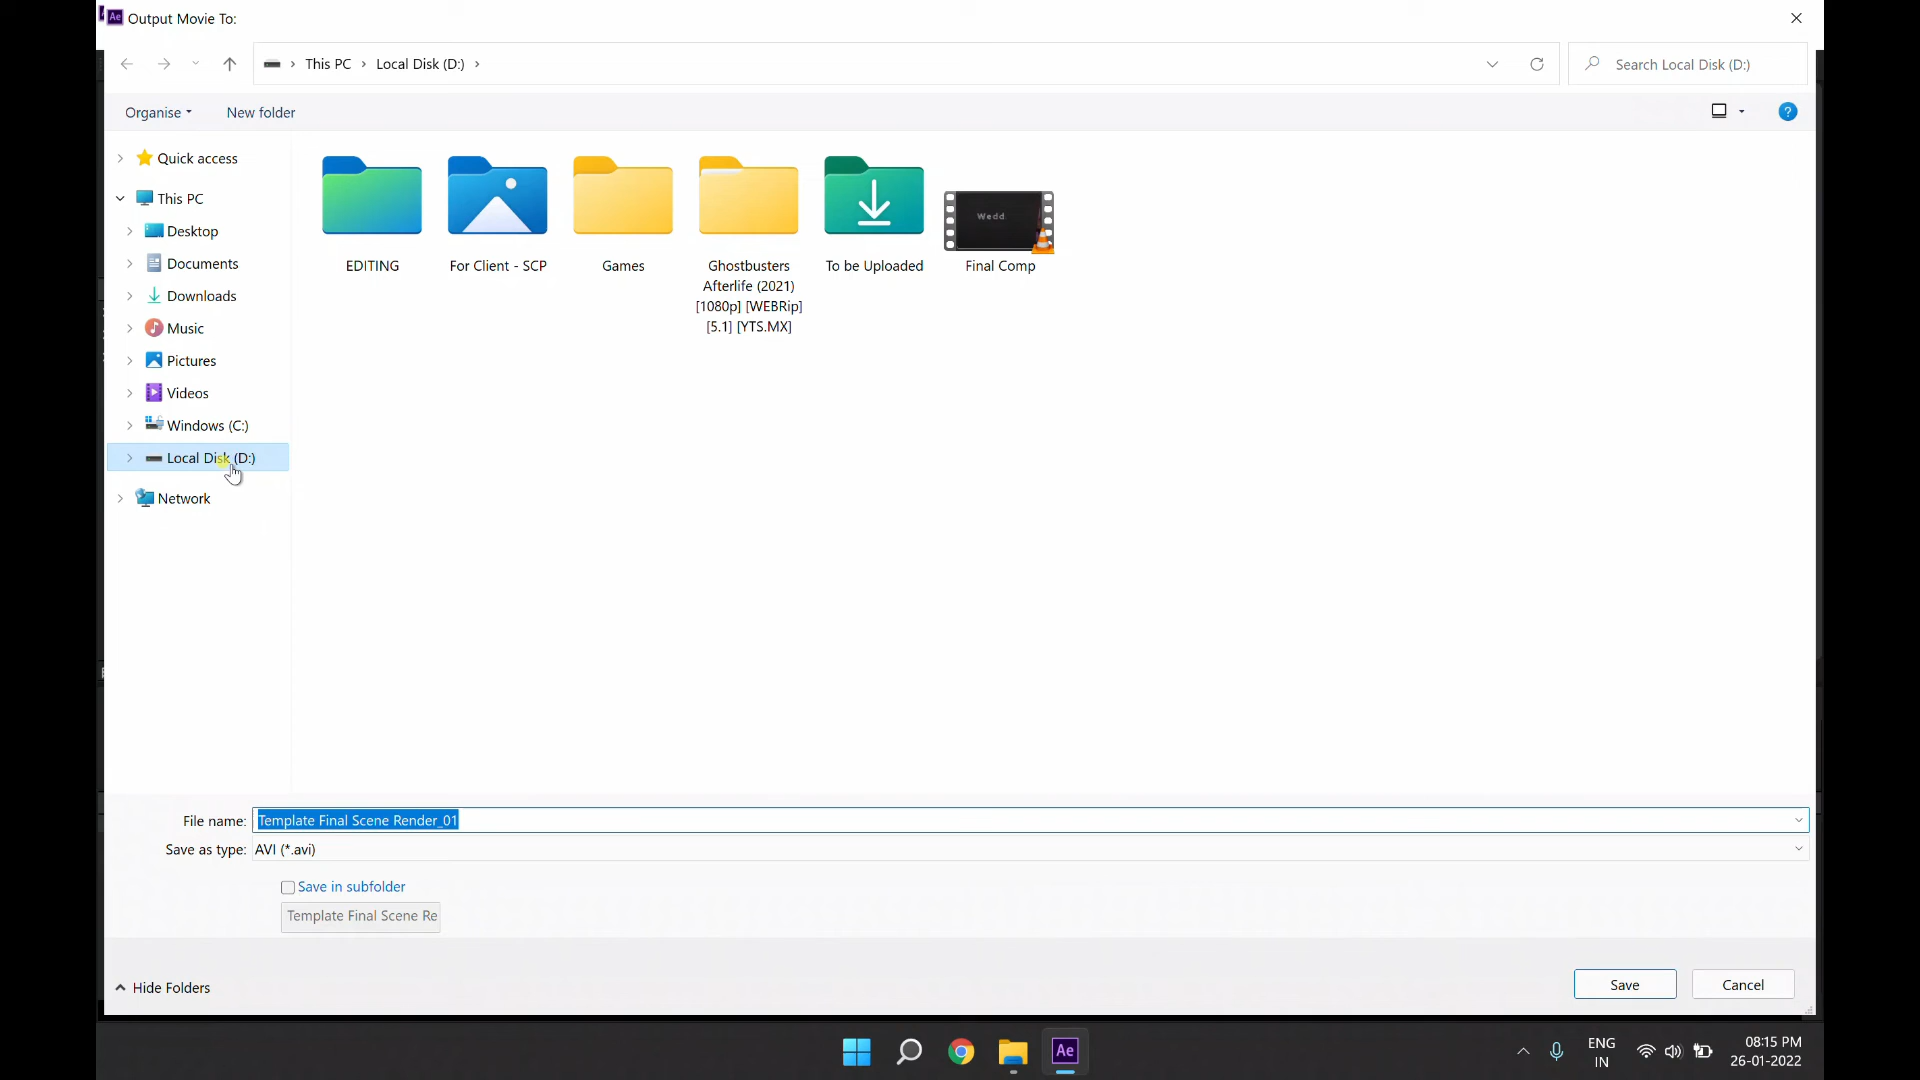 Ae Output Movie To:
This PC Local Disk (D:)
Search Local Disk (D:)
Organise
New folder
?
Quick access
This PC
Desktop
Documents
Downloads
Music
Pictures
Videos
Windows (C:)
Local Disk (D:)
Network
EDITING
For Client - SCP
Games
Ghostbusters
Afterlife (2021)
[1080p] [WEBRip]
[5.1] [YTS.MX]
To be Uploaded
Wedd
Final Comp
File name: Template Final Scene Render_01
Save as type: AVI (*.avi)
Save in subfolder
Template Final Scene Re
Hide Folders
Save
Cancel
Ae
ENG
IN
08:15 PM
26-01-2022